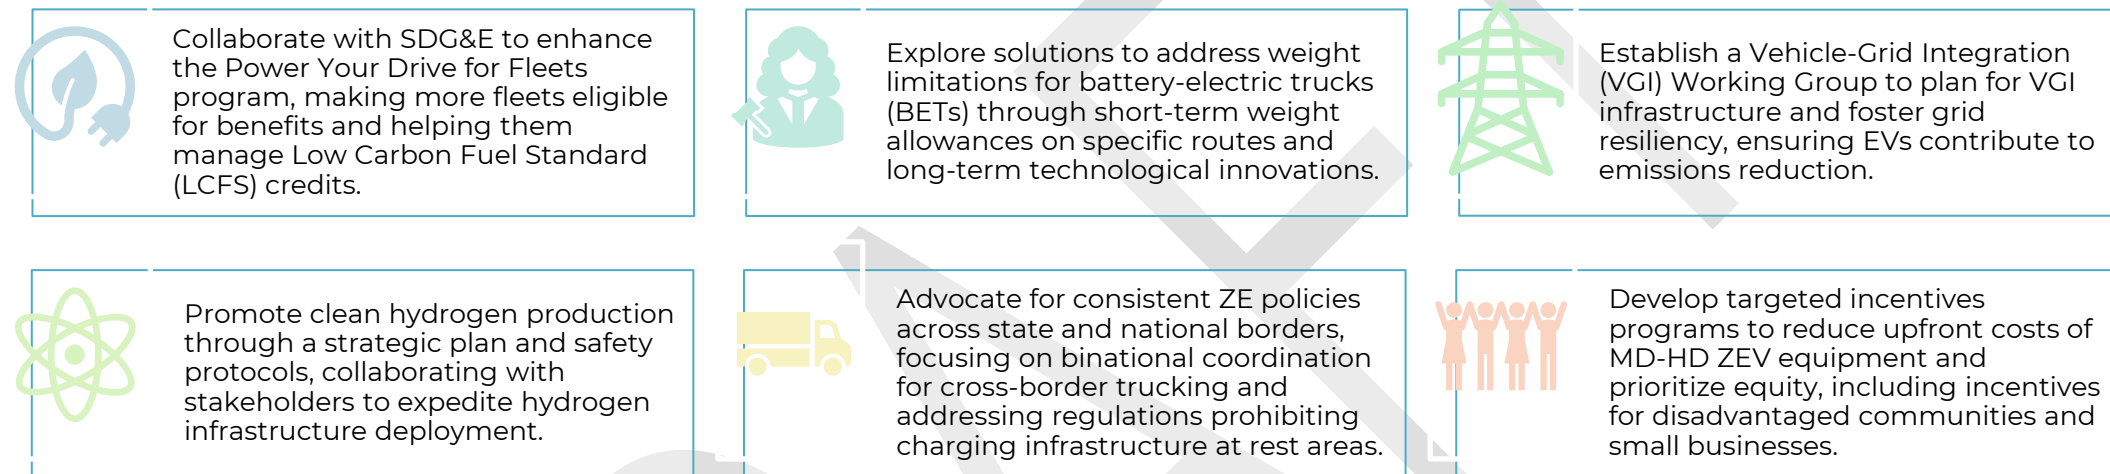 Collaborate with SDG&E to enhance
the Power Your Drive for Fleets
program, making more fleets eligible
for benefits and helping them
manage Low Carbon Fuel Standard
(LCFS) credits.
Explore solutions to address weight
limitations for battery-electric trucks
(BETs) through short-term weight
allowances on specific routes and
long-term technological innovations.
Establish a Vehicle-Grid Integration
(VGI) Working Group to plan for VGI
infrastructure and foster grid
resiliency, ensuring EVs contribute to
emissions reduction.
Promote clean hydrogen production
through a strategic plan and safety
protocols, collaborating with
stakeholders to expedite hydrogen
infrastructure deployment.
Advocate for consistent ZE policies
across state and national borders,
focusing on binational coordination
for cross-border trucking and
addressing regulations prohibiting
charging infrastructure at rest areas.
Develop targeted incentives
programs to reduce upfront costs of
MD-HD ZEV equipment and
prioritize equity, including incentives
for disadvantaged communities and
small businesses.